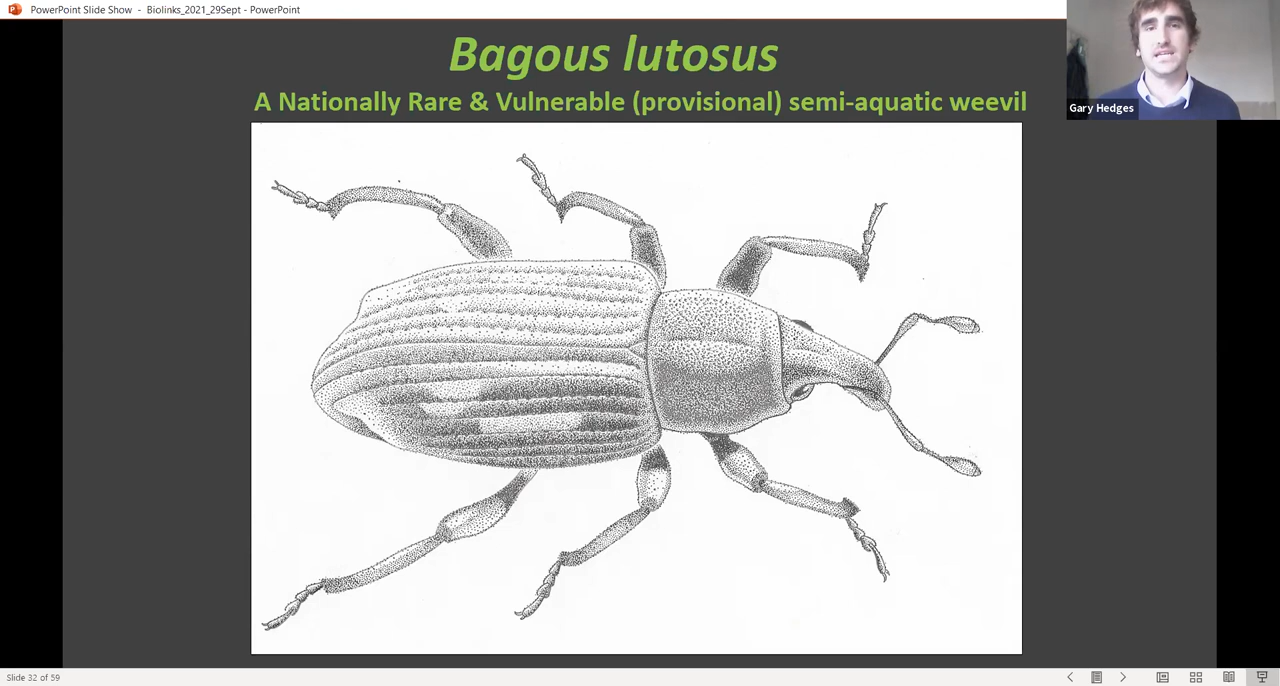 PowerPoint Slide Show - Biolinks_2021_29Sept - PowerPoint
Bagous lutosus
A Nationally Rare & Vulnerable (provisional) semi-aquatic weevil
Gary Hedges
Slide 32 of 59